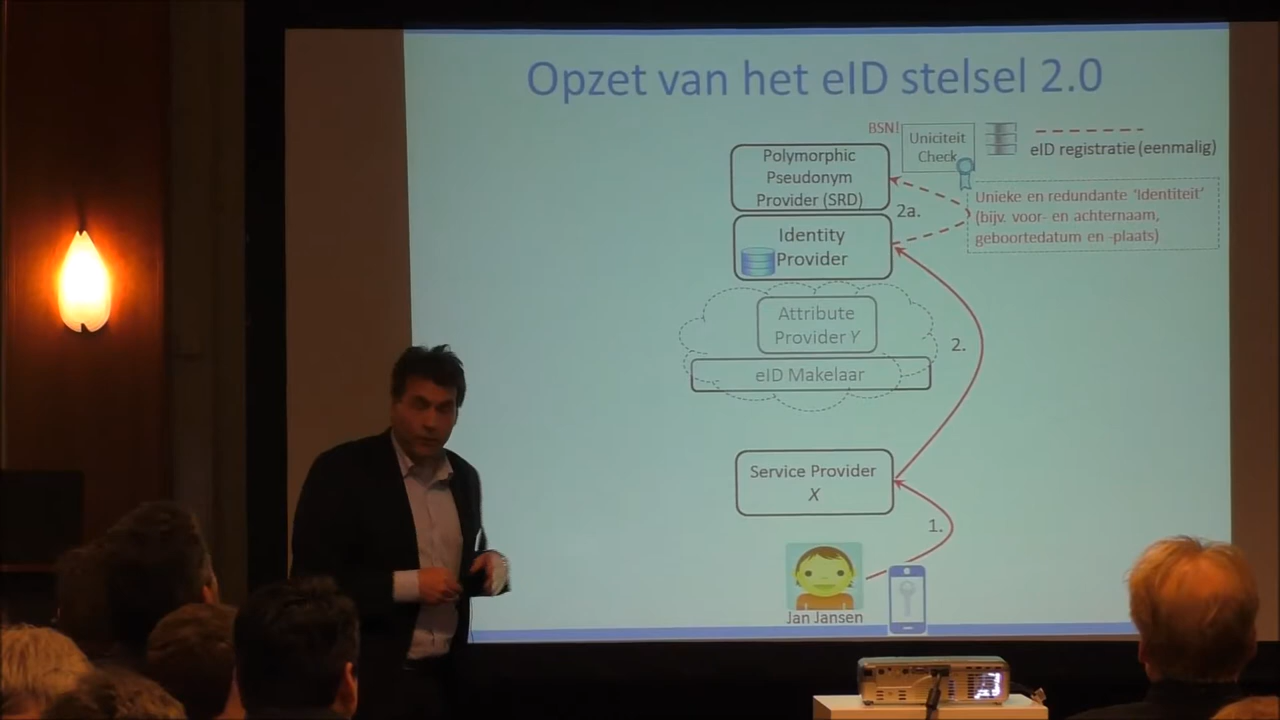 Opzet van het eID stelsel 2.0
BSN!
Uniciteit
Check
eID registratie (eenmalig)
Polymorphic
Pseudonym
Provider (SRD)
2a.
Unieke en redundante 'Identiteit'
(bijv. voor- en achternaam,
geboortedatum en -plaats)
Identity
Provider
Attribute
Provider Y
2.
eID Makelaar
Service Provider
X
1.
Jan Jansen